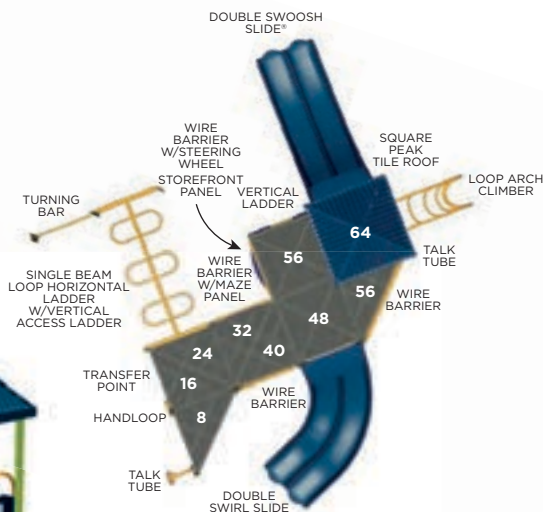 DOUBLE SWOOSH
SLIDE®
WIRE
BARRIER
W/STEERING
WHEEL
STOREFRONT
PANEL
VERTICAL
LADDER
SQUARE
PEAK
TILE ROOF
LOOP ARCH
CLIMBER
TURNING
BAR
64
TALK
TUBE
56
WIRE
BARRIER
W/MAZE
PANEL
SINGLE BEAM
LOOP HORIZONTAL
LADDER
W/VERTICAL
ACCESS LADDER
56
WIRE
BARRIER
48
32
40
24
TRANSFER
POINT
16
WIRE
BARRIER
HANDLOOP
8
TALK
TUBE
DOUBLE
SWIRL SLIDE